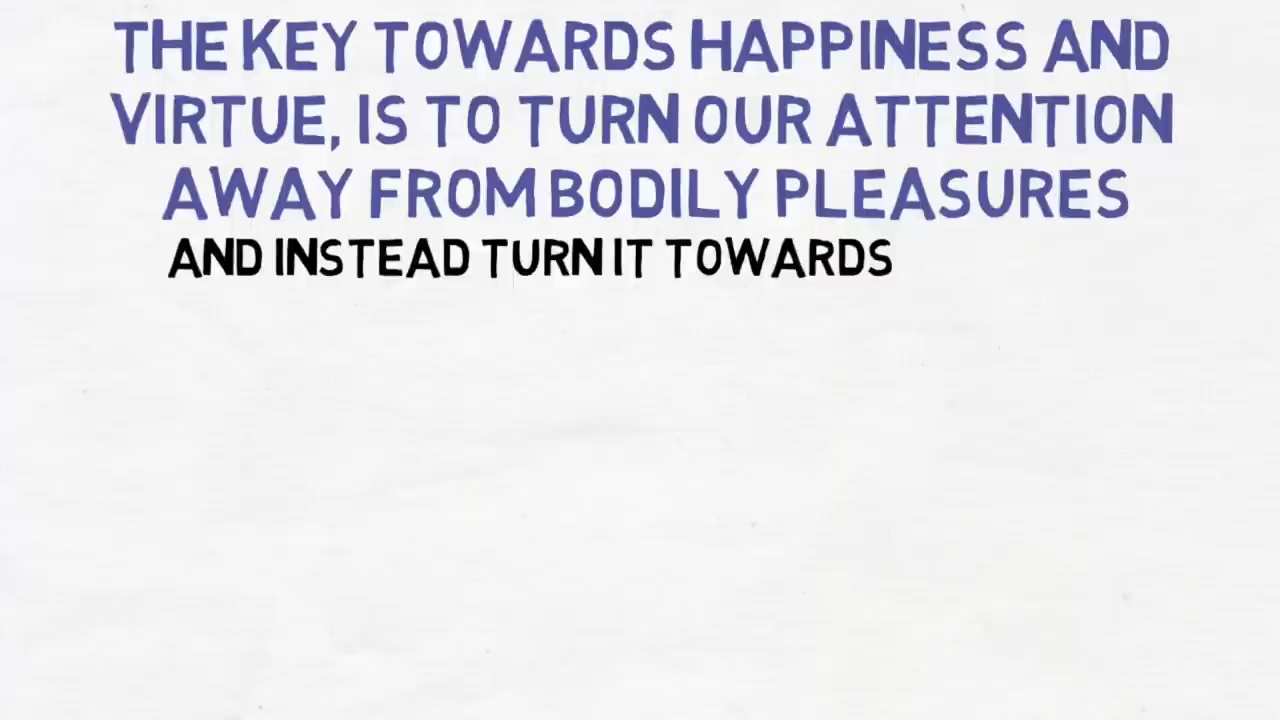 THE KEY TOWARDS HAPPINESS AND
VIRTUE, IS TO TURN OUR ATTENTION
AWAY FROM BODILY PLEASURES
AND INSTEAD TURN IT TOWARDS